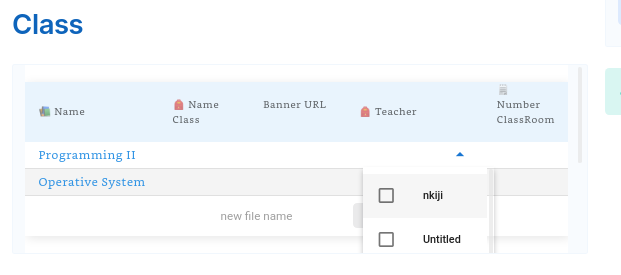 Class
Name
Name Class
Banner URL
Teacher
Number ClassRoom
Programming II
Operative System
new file name
nkiji
Untitled